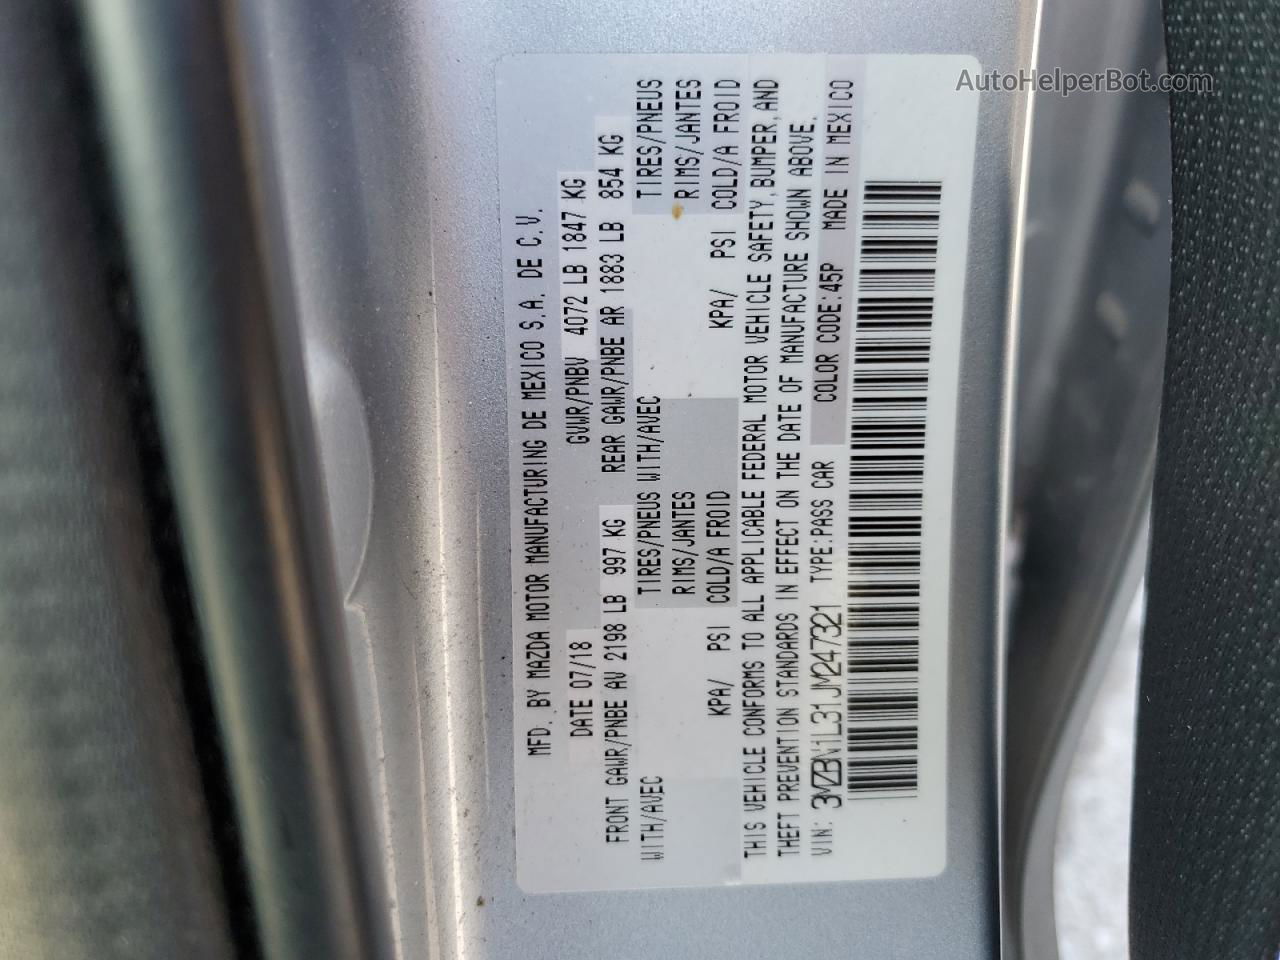 AutoHelperBot.com
MFD. BY MAZDA MOTOR MANUFACTURING DE MEXICO S.A. DE C.V.
DATE 07/18 GVWR/PNBV 4072 LB 1847 KG
FRONT GAWR/PNBE AV 2198 LB 997 KG REAR GAWR/PNBE AR 1883 LB 854 KG
WITH/AVEC TIRES/PNEUS WITH/AVEC TIRES/PNEUS
RIMS/JANTES RIMS/JANTES
KPA/ PSI COLD/A FROID KPA/ PSI COLD/A FROID
THIS VEHICLE CONFORMS TO ALL APPLICABLE FEDERAL MOTOR VEHICLE SAFETY, BUMPER, AND
THEFT PREVENTION STANDARDS IN EFFECT ON THE DATE OF MANUFACTURE SHOWN ABOVE.
VIN: 3MZBN1L31JM247321 TYPE:PASS CAR COLOR CODE:45P MADE IN MEXICO